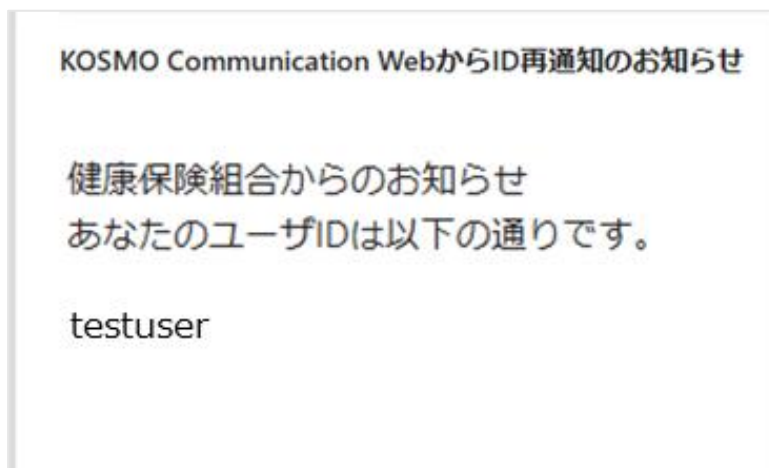 KOSMO Communication WebからID再通知のお知らせ
健康保険組合からのお知らせ
あなたのユーザIDは以下の通りです。
testuser